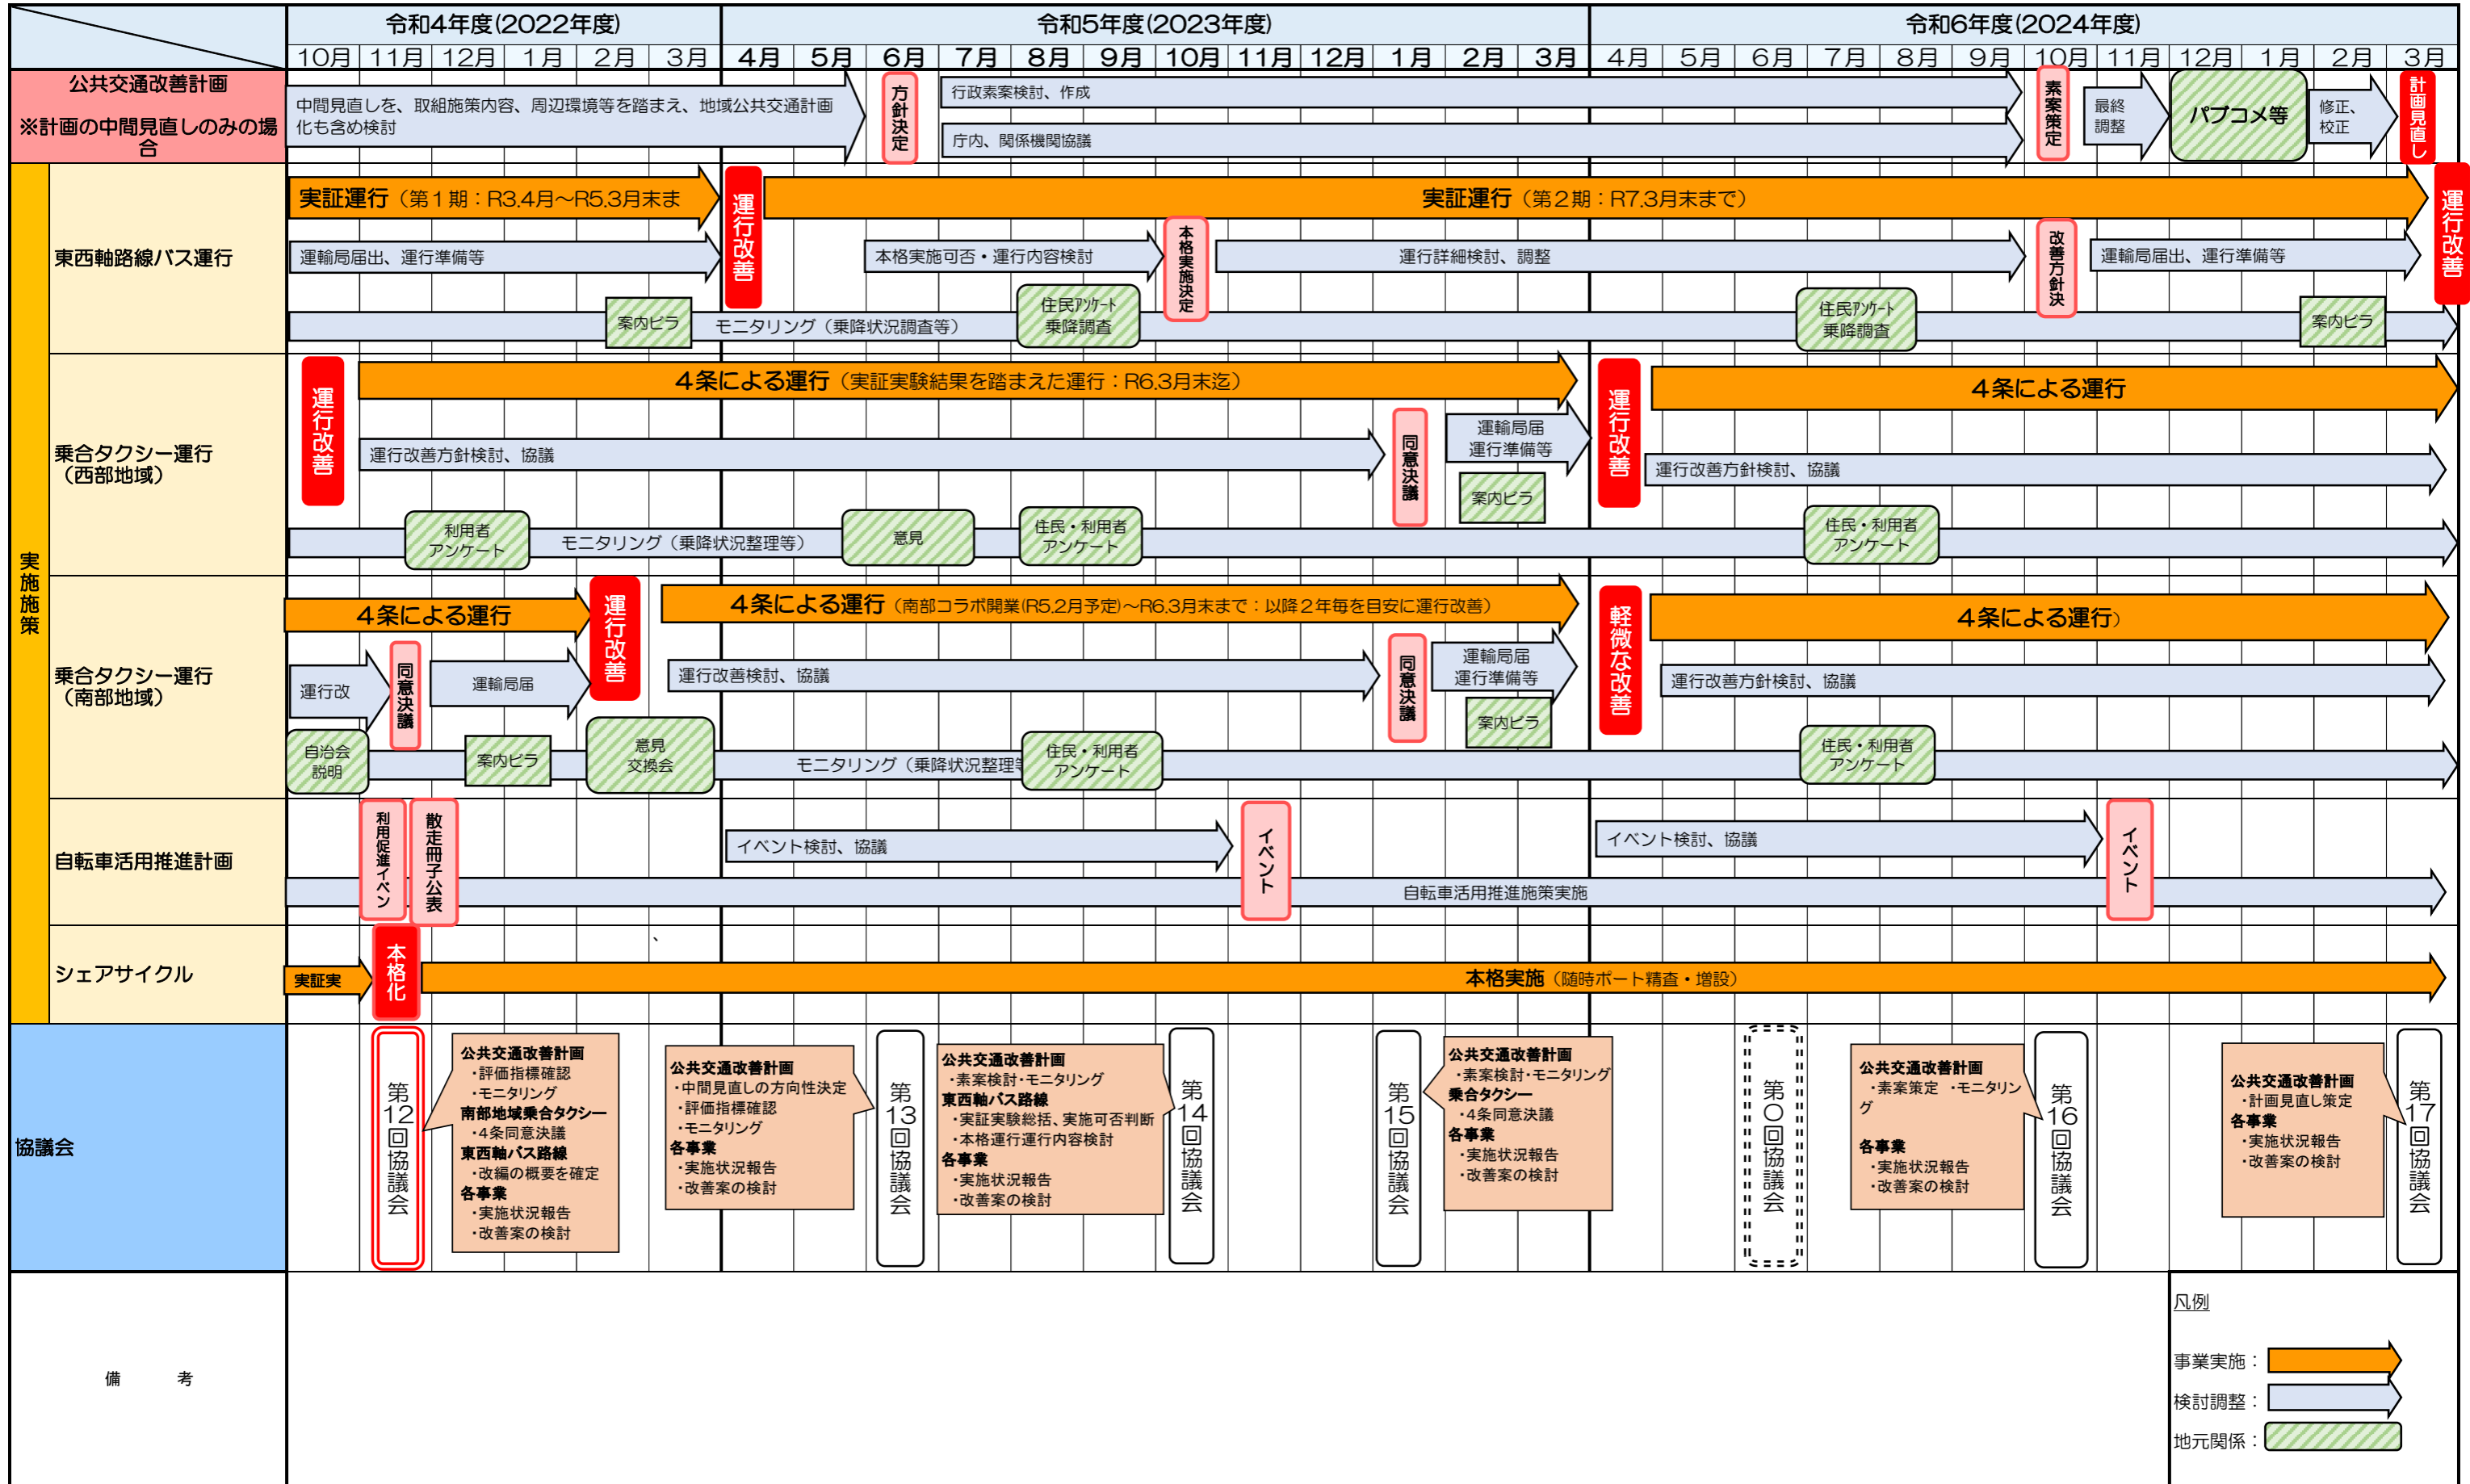 令和4年度(2022年度)
令和5年度(2023年度)
令和6年度(2024年度)
10月 11月 12月 1月 2月 3月 4月 5月 6月 7月 8月 9月 10月 11月 12月 1月 2月 3月 4月 5月 6月 7月 8月 9月 10月 11月 12月 1月 2月 3月
公共交通改善計画
※計画の中間見直しのみの場
合
中間見直しを、取組施策内容、周辺環境等を踏まえ、地域公共交通計画
化も含め検討
方針決定
行政素案検討、作成
庁内、関係機関協議
素案策定
最終
調整
パブコメ等
修正、
校正
計画見直し
実施施策
東西軸路線バス運行
実証運行（第１期：R3.4月～R5.3月末ま
運行改善
実証運行（第２期：R7.3月末まで）
運行改善
運輸局届出、運行準備等
本格実施可否・運行内容検討
本格実施決定
運行詳細検討、調整
改善方針決
運輸局届出、運行準備等
案内ビラ
モニタリング（乗降状況調査等）
住民ｱﾝｹｰﾄ
乗降調査
住民ｱﾝｹｰﾄ
乗降調査
案内ビラ
乗合タクシー運行
（西部地域）
運行改善
４条による運行（実証実験結果を踏まえた運行：R6.3月末迄）
運行改善
４条による運行
運行改善方針検討、協議
同意決議
運輸局届
運行準備等
案内ビラ
運行改善方針検討、協議
利用者
アンケート
モニタリング（乗降状況整理等）
意見
住民・利用者
アンケート
住民・利用者
アンケート
乗合タクシー運行
（南部地域）
４条による運行
運行改善
４条による運行（南部コラボ開業(R5.2月予定)～R6.3月末まで：以降２年毎を目安に運行改善）
軽微な改善
４条による運行）
運行改
同意決議
運輸局届
運行改善検討、協議
同意決議
運輸局届
運行準備等
案内ビラ
運行改善方針検討、協議
自治会
説明
案内ビラ
意見
交換会
モニタリング（乗降状況整理等
住民・利用者
アンケート
住民・利用者
アンケート
自転車活用推進計画
利用促進イベン
散走冊子公表
イベント検討、協議
イベント
イベント検討、協議
イベント
自転車活用推進施策実施
シェアサイクル
実証実
本格化
、
本格実施（随時ポート精査・増設）
協議会
第12回協議会
公共交通改善計画
・評価指標確認
・モニタリング
南部地域乗合タクシー
・4条同意決議
東西軸バス路線
・改編の概要を確定
各事業
・実施状況報告
・改善案の検討
公共交通改善計画
・中間見直しの方向性決定
・評価指標確認
・モニタリング
各事業
・実施状況報告
・改善案の検討
第13回協議会
公共交通改善計画
・素案検討・モニタリング
東西軸バス路線
・実証実験総括、実施可否判断
・本格運行運行内容検討
各事業
・実施状況報告
・改善案の検討
第14回協議会
第15回協議会
公共交通改善計画
・素案検討・モニタリング
乗合タクシー
・4条同意決議
各事業
・実施状況報告
・改善案の検討
第〇回協議会
公共交通改善計画
・素案策定 ・モニタリン
グ
各事業
・実施状況報告
・改善案の検討
第16回協議会
公共交通改善計画
・計画見直し策定
各事業
・実施状況報告
・改善案の検討
第17回協議会
備　考
凡例
事業実施：
検討調整：
地元関係：